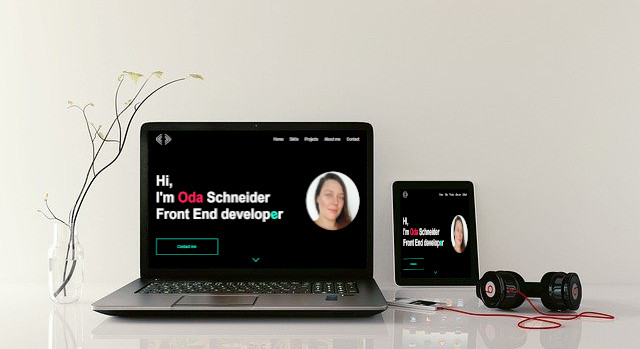 Home Skills Projects About me Contact
Hi,
I'm Oda Schneider
Front End developer
Contact me
Hi,
I'm Oda Schneider
Front End developer